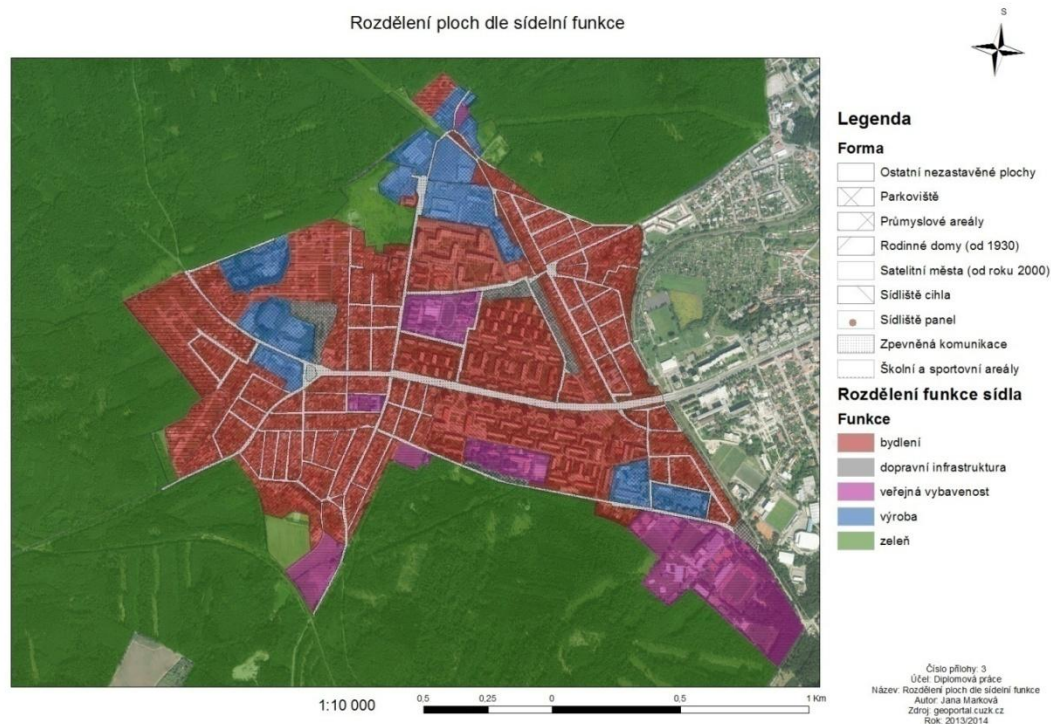 Rozdělení ploch dle sídelní funkce
S
Legenda
Forma
Ostatní nezastavěné plochy
Parkoviště
Průmyslové areály
Rodinné domy (od 1930)
Satelitní města (od roku 2000)
Sídliště cihla
Sídliště panel
Zpevněná komunikace
Školní a sportovní areály
Rozdělení funkce sídla
Funkce
bydlení
dopravní infrastruktura
veřejná vybavenost
výroba
zeleň
1:10 000
0,5 0,25 0 0,5 1 Km
Číslo přílohy: 3
Účel: Diplomová práce
Název: Rozdělení ploch dle sídelní funkce
Autor: Jana Marková
Zdroj: geoportal.cuzk.cz
Rok: 2013/2014